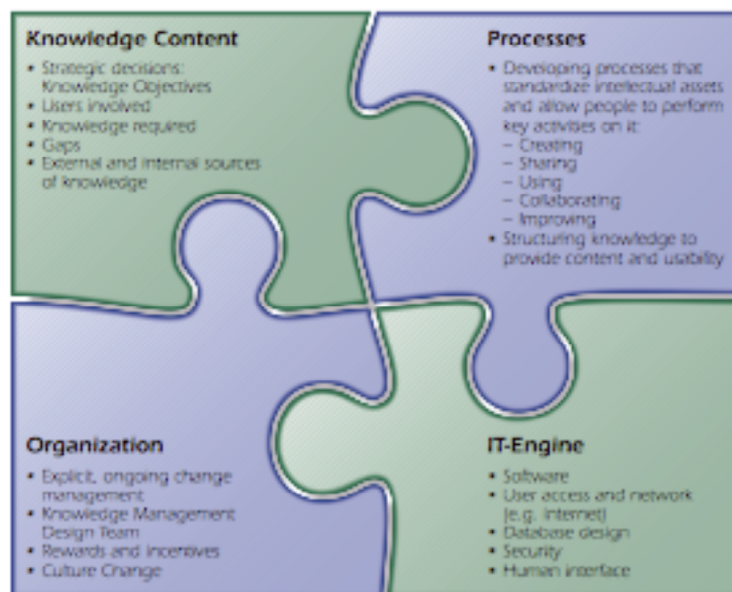 Knowledge Content
• Strategic decisions:
Knowledge Objectives
• Users involved
• Knowledge required
• Gaps
• External and internal sources
of knowledge
Processes
• Developing processes that
standardize intellectual assets
and allow people to perform
key activities on it:
– Creating
– Sharing
– Using
– Collaborating
– Improving
• Structuring knowledge to
provide content and usability
Organization
• Explicit, ongoing change
management
• Knowledge Management
Design Team
• Rewards and incentives
• Culture Change
IT-Engine
• Software
• User access and network
(e.g. Internet)
• Database design
• Security
• Human interface